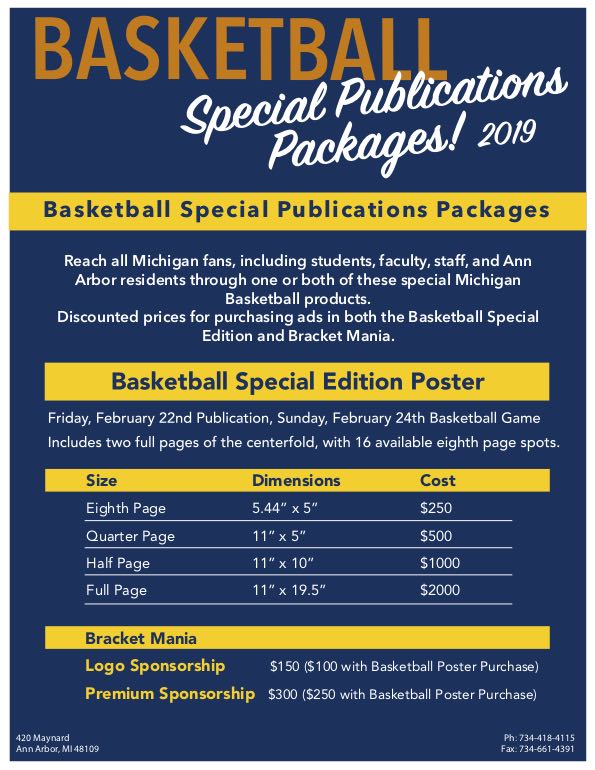 BASKETBALL
Special Publications
Packages! 2019
Basketball Special Publications Packages
Reach all Michigan fans, including students, faculty, staff, and Ann
Arbor residents through one or both of these special Michigan
Basketball products.
Discounted prices for purchasing ads in both the Basketball Special
Edition and Bracket Mania.
Basketball Special Edition Poster
Friday, February 22nd Publication, Sunday, February 24th Basketball Game
Includes two full pages of the centerfold, with 16 available eighth page spots.
Size Dimensions Cost
Eighth Page 5.44” x 5” $250
Quarter Page 11” x 5” $500
Half Page 11” x 10” $1000
Full Page 11” x 19.5” $2000
Bracket Mania
Logo Sponsorship $150 ($100 with Basketball Poster Purchase)
Premium Sponsorship $300 ($250 with Basketball Poster Purchase)
420 Maynard
Ann Arbor, MI 48109
Ph: 734-418-4115
Fax: 734-661-4391